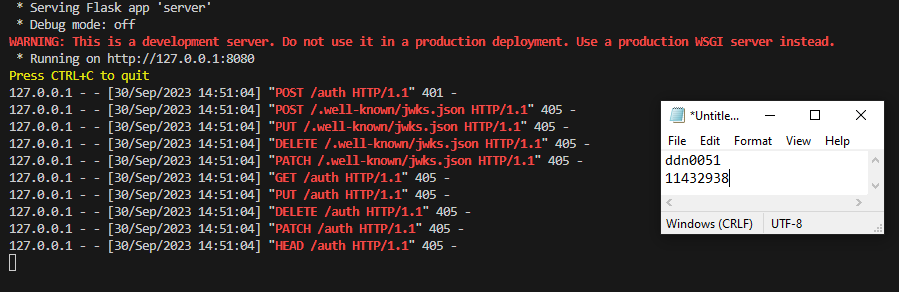 * Serving Flask app 'server'
* Debug mode: off
WARNING: This is a development server. Do not use it in a production deployment. Use a production WSGI server instead.
* Running on http://127.0.0.1:8080
Press CTRL+C to quit
127.0.0.1 - - [30/Sep/2023 14:51:04] "POST /auth HTTP/1.1" 401 -
127.0.0.1 - - [30/Sep/2023 14:51:04] "POST /.well-known/jwks.json HTTP/1.1" 405 -
127.0.0.1 - - [30/Sep/2023 14:51:04] "PUT /.well-known/jwks.json HTTP/1.1" 405 -
127.0.0.1 - - [30/Sep/2023 14:51:04] "DELETE /.well-known/jwks.json HTTP/1.1" 405 -
127.0.0.1 - - [30/Sep/2023 14:51:04] "PATCH /.well-known/jwks.json HTTP/1.1" 405 -
127.0.0.1 - - [30/Sep/2023 14:51:04] "GET /auth HTTP/1.1" 405 -
127.0.0.1 - - [30/Sep/2023 14:51:04] "PUT /auth HTTP/1.1" 405 -
127.0.0.1 - - [30/Sep/2023 14:51:04] "DELETE /auth HTTP/1.1" 405 -
127.0.0.1 - - [30/Sep/2023 14:51:04] "PATCH /auth HTTP/1.1" 405 -
127.0.0.1 - - [30/Sep/2023 14:51:04] "HEAD /auth HTTP/1.1" 405 -
*Untitle...
File Edit Format View Help
ddn0051
11432938
Windows (CRLF) UTF-8